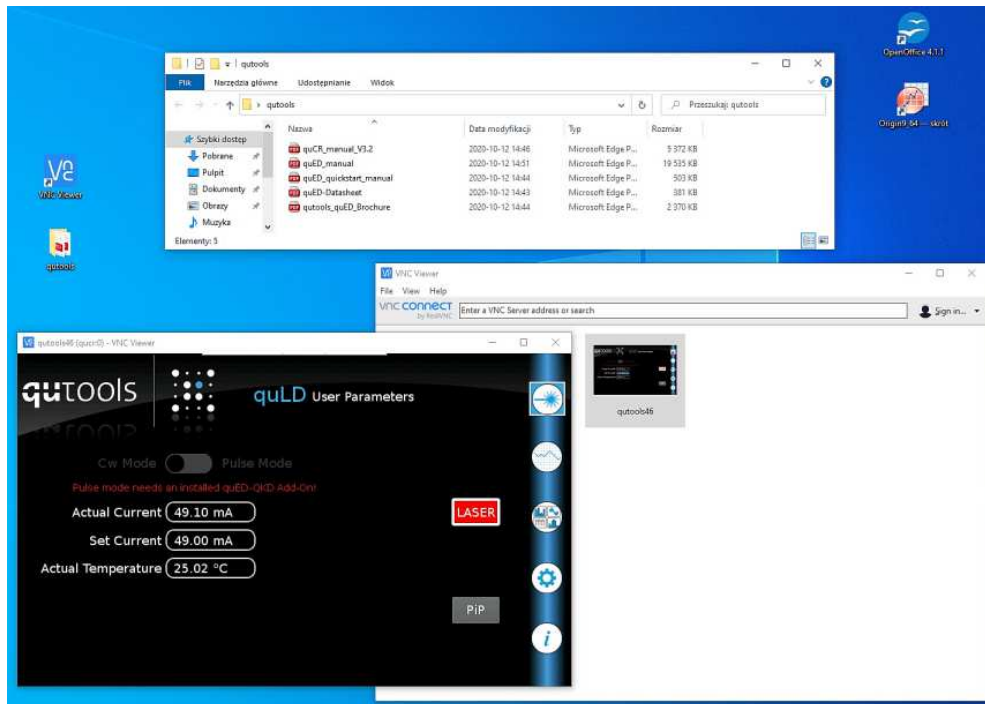 OpenOffice 4.1.1
Origin9_64 — skrót
VNC Viewer
qutools
qutools
Plik Narzędzia główne Udostępnianie Widok
qutools
Przeszukaj: qutools
Nazwa Data modyfikacji Typ Rozmiar
Szybki dostęp
Pobrane
Pulpit
Dokumenty
Obrazy
Muzyka
quCR_manual_V3.2 2020-10-12 14:46 Microsoft Edge P... 5 372 KB
quED_manual 2020-10-12 14:51 Microsoft Edge P... 19 535 KB
quED_quickstart_manual 2020-10-12 14:44 Microsoft Edge P... 503 KB
quED-Datasheet 2020-10-12 14:43 Microsoft Edge P... 381 KB
qutools_quED_Brochure 2020-10-12 14:44 Microsoft Edge P... 2 370 KB
Elementy: 5
VNC Viewer
File View Help
VNC CONNECT
by RealVNC
Enter a VNC Server address or search
Sign in...
qutools46
qutools46 (qucr:0) - VNC Viewer
qutools
quLD User Parameters
Cw Mode Pulse Mode
Pulse mode needs an installed quED-QKD Add-On!
Actual Current 49.10 mA
LASER
Set Current 49.00 mA
Actual Temperature 25.02 °C
PiP
i